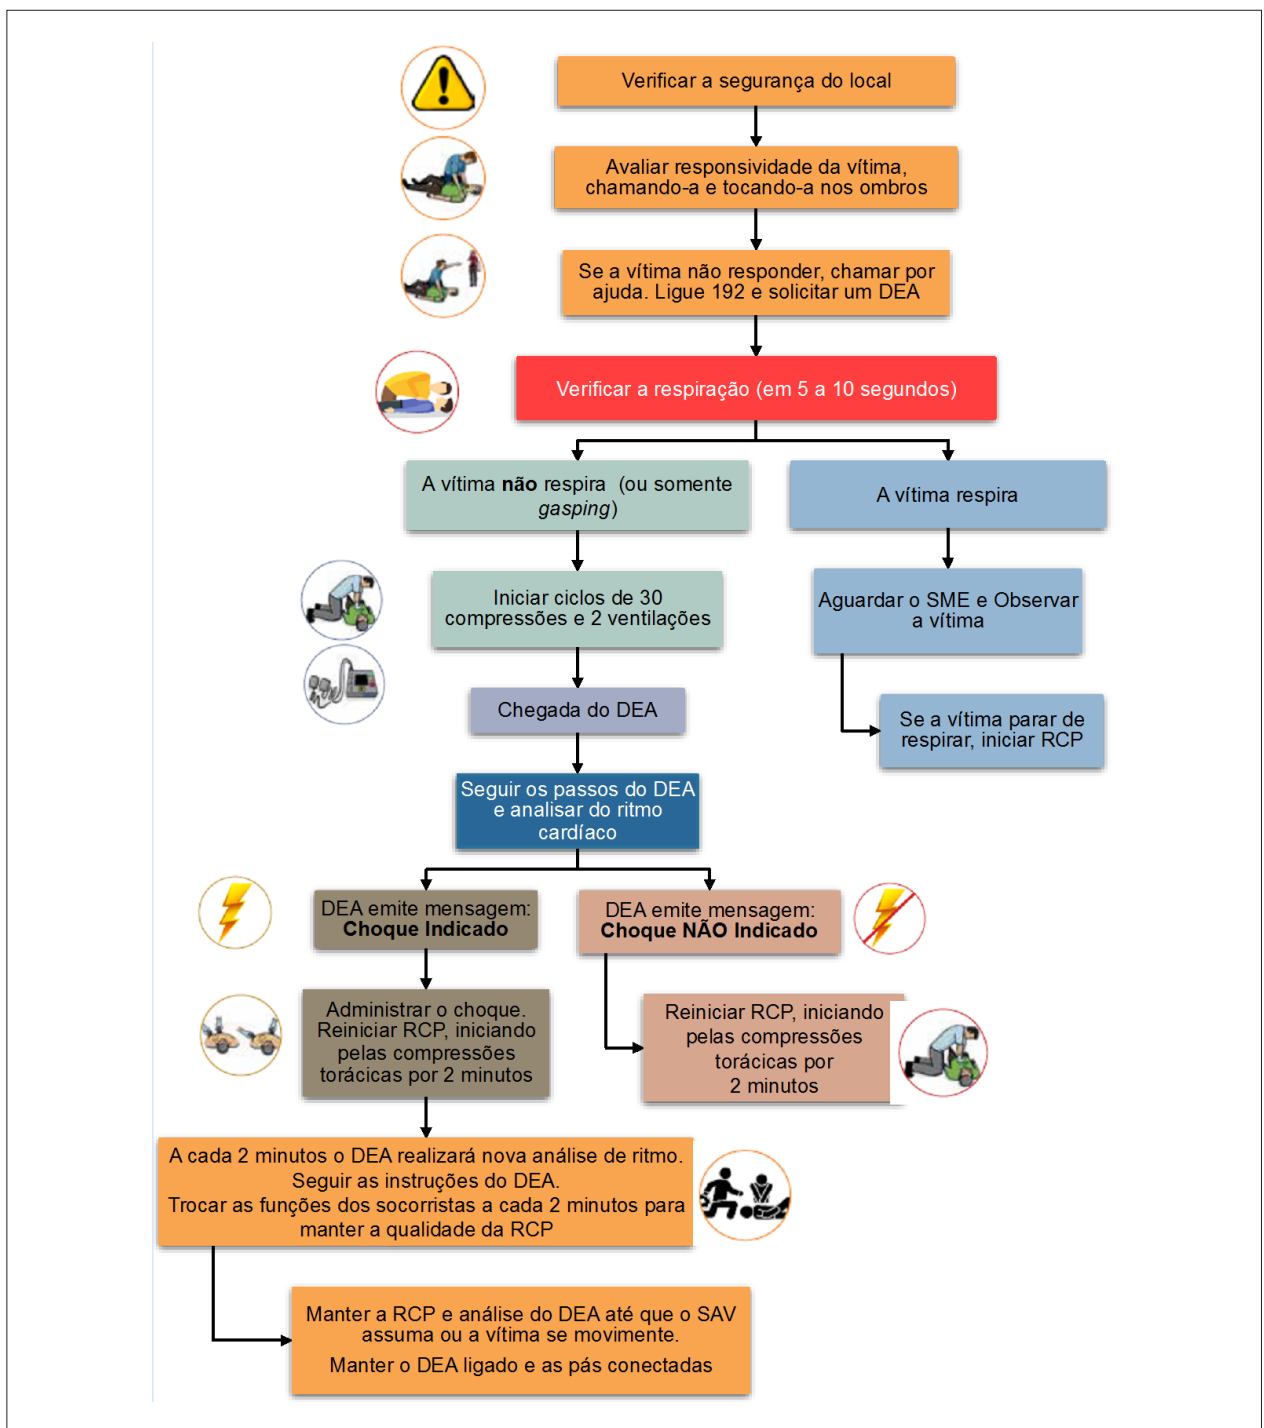 Verificar a segurança do local
Avaliar responsividade da vítima,
chamando-a e tocando-a nos ombros
Se a vítima não responder, chamar por
ajuda. Ligue 192 e solicitar um DEA
Verificar a respiração (em 5 a 10 segundos)
A vítima não respira (ou somente
gasping)
A vítima respira
Iniciar ciclos de 30
compressões e 2 ventilações
Aguardar o SME e Observar
a vítima
Chegada do DEA
Se a vítima parar de
respirar, iniciar RCP
Seguir os passos do DEA
e analisar do ritmo
cardíaco
DEA emite mensagem:
Choque Indicado
DEA emite mensagem:
Choque NÃO Indicado
Administrar o choque.
Reiniciar RCP, iniciando
pelas compressões
torácicas por 2 minutos
Reiniciar RCP, iniciando
pelas compressões
torácicas por
2 minutos
A cada 2 minutos o DEA realizará nova análise de ritmo.
Seguir as instruções do DEA.
Trocar as funções dos socorristas a cada 2 minutos para
manter a qualidade da RCP
Manter a RCP e análise do DEA até que o SAV
assuma ou a vítima se movimente.
Manter o DEA ligado e as pás conectadas